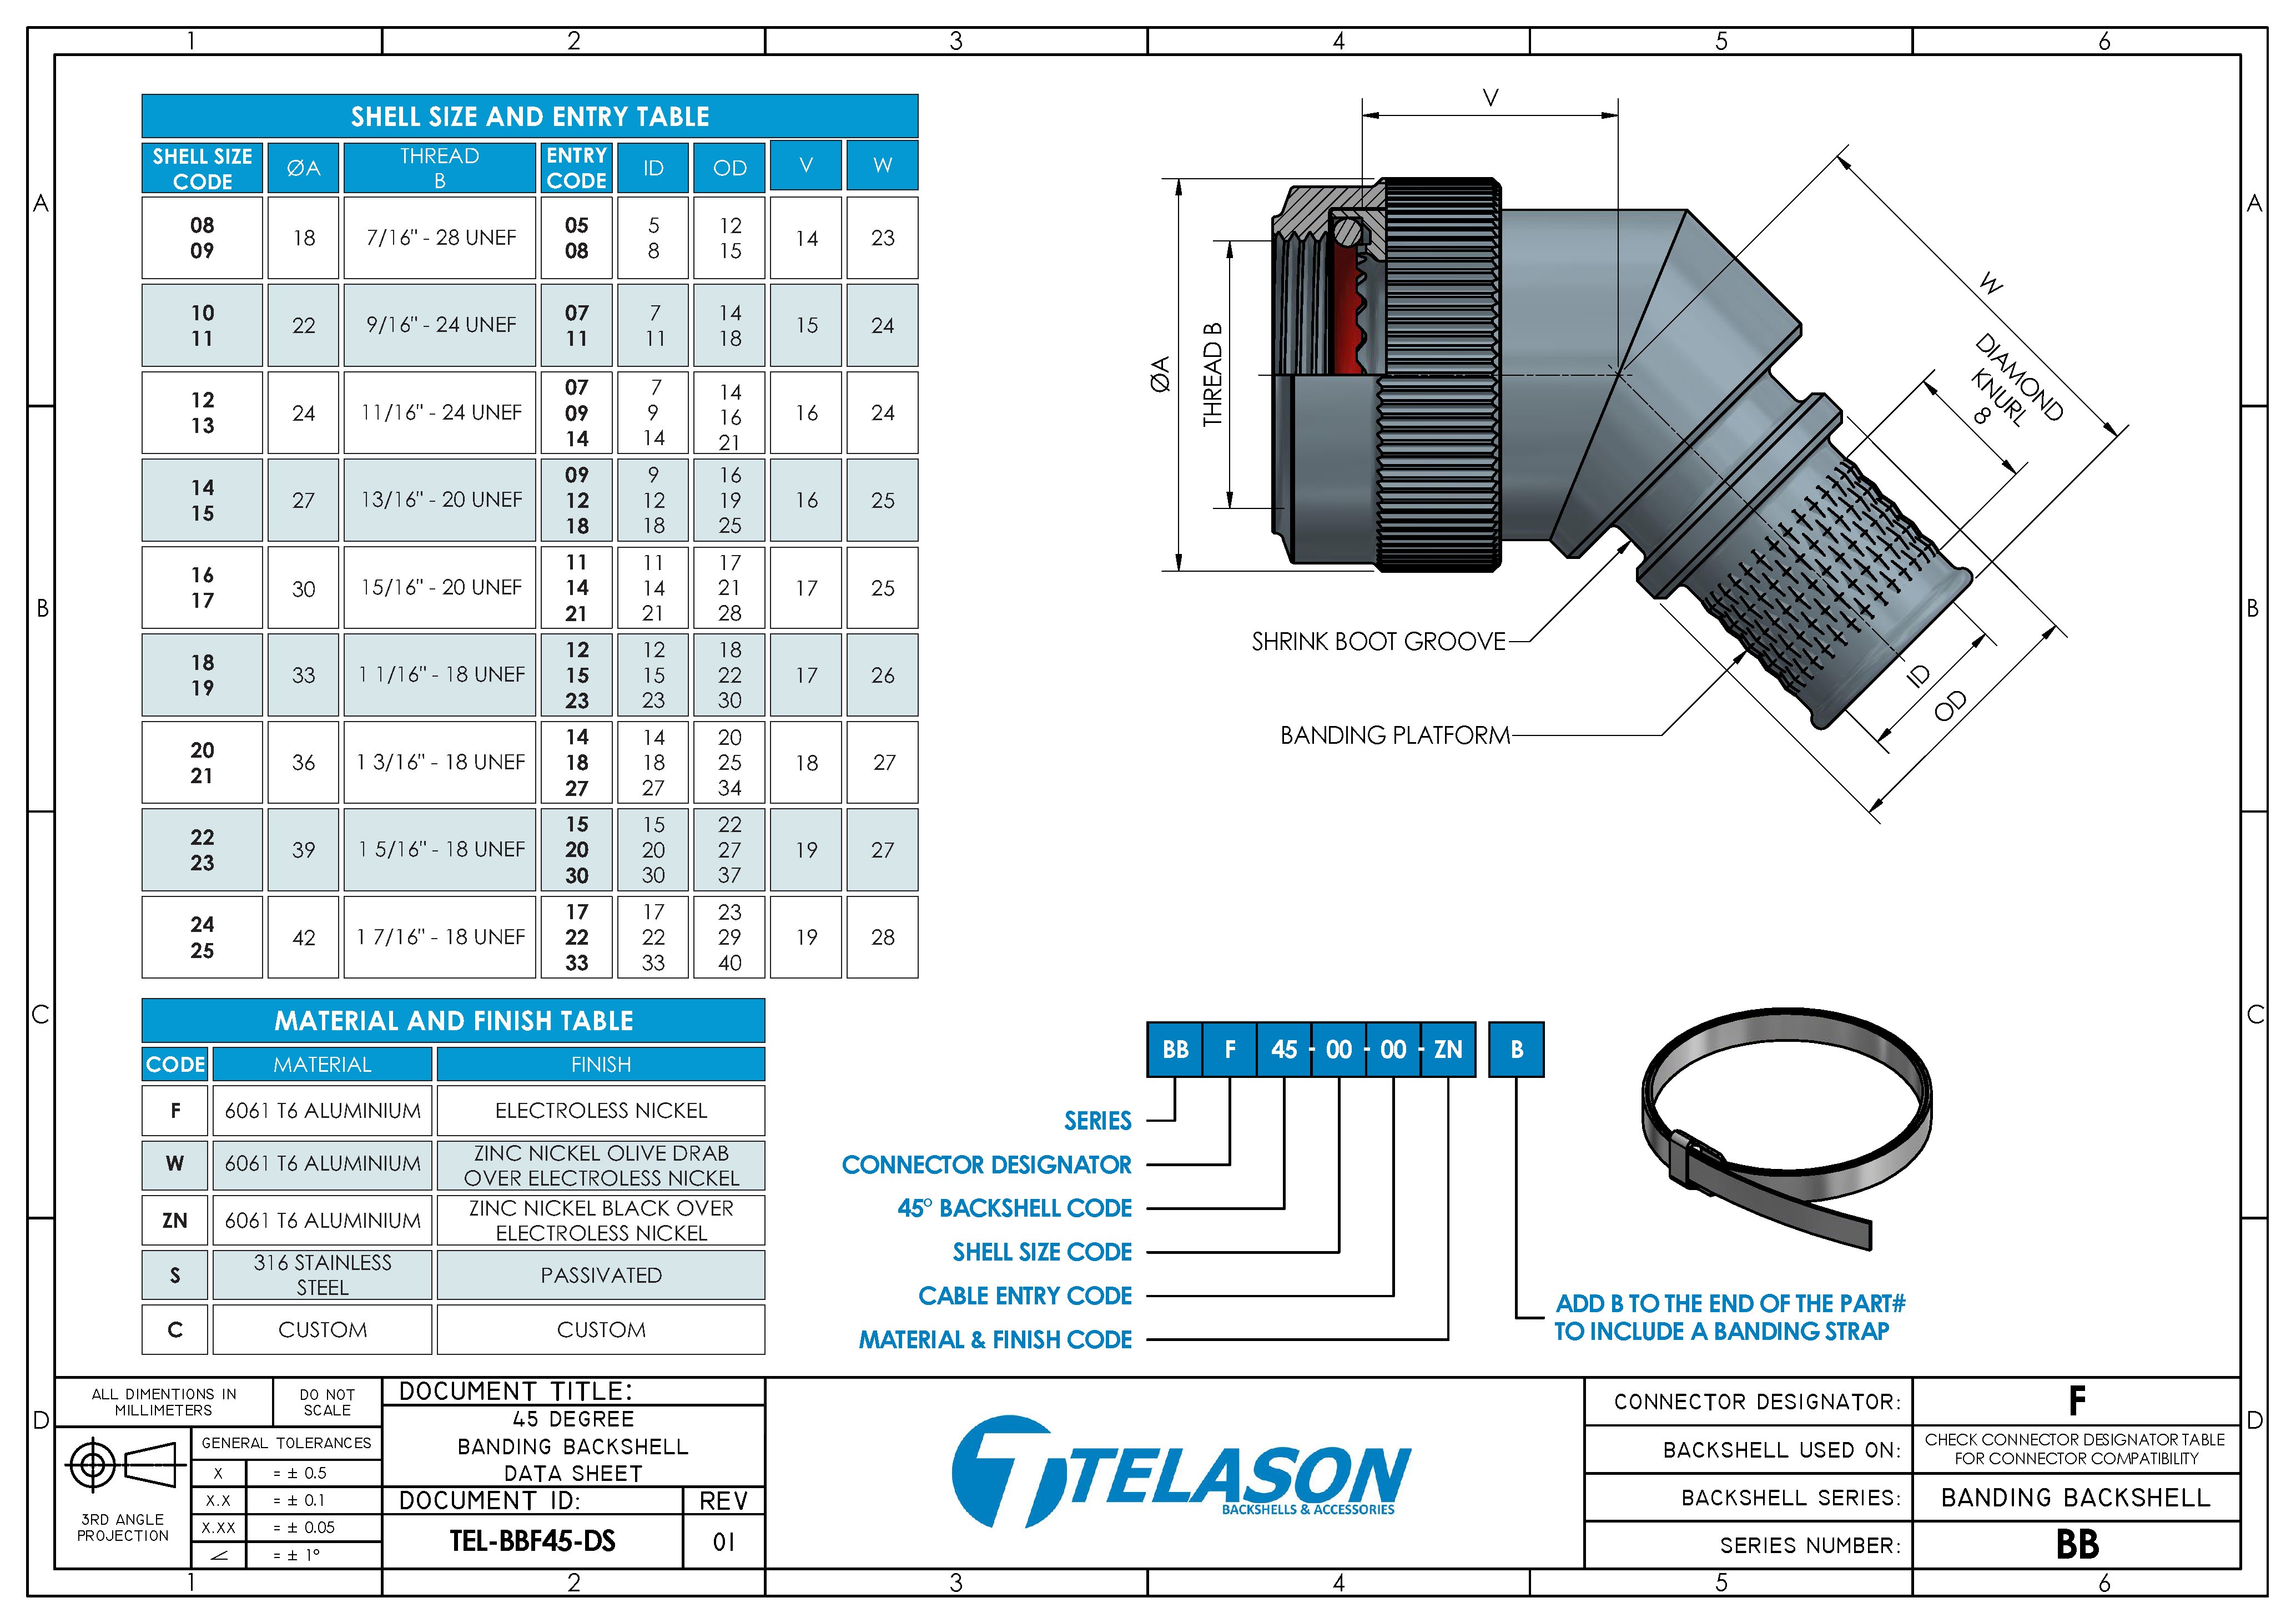 1 2 3 4 5 6
SHELL SIZE AND ENTRY TABLE
SHELL SIZE CODE ØA THREAD B ENTRY CODE ID OD V W
08 09 18 7/16" - 28 UNEF 05 08 5 8 12 15 14 23
10 11 22 9/16" - 24 UNEF 07 11 7 11 14 18 15 24
12 13 24 11/16" - 24 UNEF 07 09 14 7 9 14 14 16 21 16 24
14 15 27 13/16" - 20 UNEF 09 12 18 9 12 18 16 19 25 16 25
16 17 30 15/16" - 20 UNEF 11 14 21 11 14 21 17 21 28 17 25
18 19 33 1 1/16" - 18 UNEF 12 15 23 12 15 23 18 22 30 17 26
20 21 36 1 3/16" - 18 UNEF 14 18 27 14 18 27 20 25 34 18 27
22 23 39 1 5/16" - 18 UNEF 15 20 30 15 20 30 22 27 37 19 27
24 25 42 1 7/16" - 18 UNEF 17 22 33 17 22 33 23 29 40 19 28
V
W
DIAMOND
KNURL
8
ØA
THREAD B
SHRINK BOOT GROOVE
BANDING PLATFORM
ID
OD
A A
B B
C C
D D
MATERIAL AND FINISH TABLE
CODE MATERIAL FINISH
F 6061 T6 ALUMINIUM ELECTROLESS NICKEL
W 6061 T6 ALUMINIUM ZINC NICKEL OLIVE DRAB OVER ELECTROLESS NICKEL
ZN 6061 T6 ALUMINIUM ZINC NICKEL BLACK OVER ELECTROLESS NICKEL
S 316 STAINLESS STEEL PASSIVATED
C CUSTOM CUSTOM
BB F 45 - 00 - 00 - ZN B
SERIES
CONNECTOR DESIGNATOR
45° BACKSHELL CODE
SHELL SIZE CODE
CABLE ENTRY CODE
MATERIAL & FINISH CODE
ADD B TO THE END OF THE PART#
TO INCLUDE A BANDING STRAP
ALL DIMENTIONS IN
MILLIMETERS
DO NOT
SCALE
GENERAL TOLERANCES
X = ± 0.5
X.X = ± 0.1
X.XX = ± 0.05
∠ = ± 1°
3RD ANGLE
PROJECTION
DOCUMENT TITLE:
45 DEGREE
BANDING BACKSHELL
DATA SHEET
DOCUMENT ID: REV
TEL-BBF45-DS 01
TELASON
BACKSHELLS & ACCESSORIES
CONNECTOR DESIGNATOR: F
BACKSHELL USED ON: CHECK CONNECTOR DESIGNATOR TABLE
FOR CONNECTOR COMPATIBILITY
BACKSHELL SERIES: BANDING BACKSHELL
SERIES NUMBER: BB
1 2 3 4 5 6